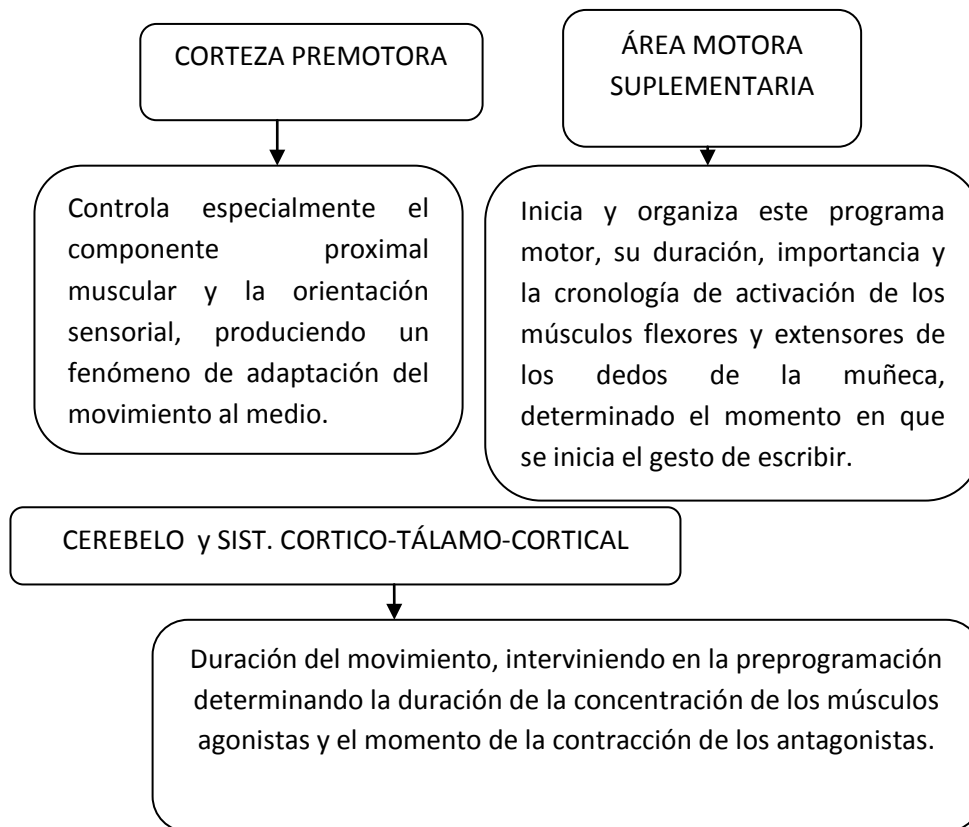 CORTEZA PREMOTORA
Controla especialmente el
componente proximal
muscular y la orientación
sensorial, produciendo un
fenómeno de adaptación del
movimiento al medio.
ÁREA MOTORA
SUPLEMENTARIA
Inicia y organiza este programa
motor, su duración, importancia y
la cronología de activación de los
músculos flexores y extensores de
los dedos de la muñeca,
determinado el momento en que
se inicia el gesto de escribir.
CEREBELO y SIST. CORTICO-TÁLAMO-CORTICAL
Duración del movimiento, interviniendo en la preprogramación
determinando la duración de la concentración de los músculos
agonistas y el momento de la contracción de los antagonistas.